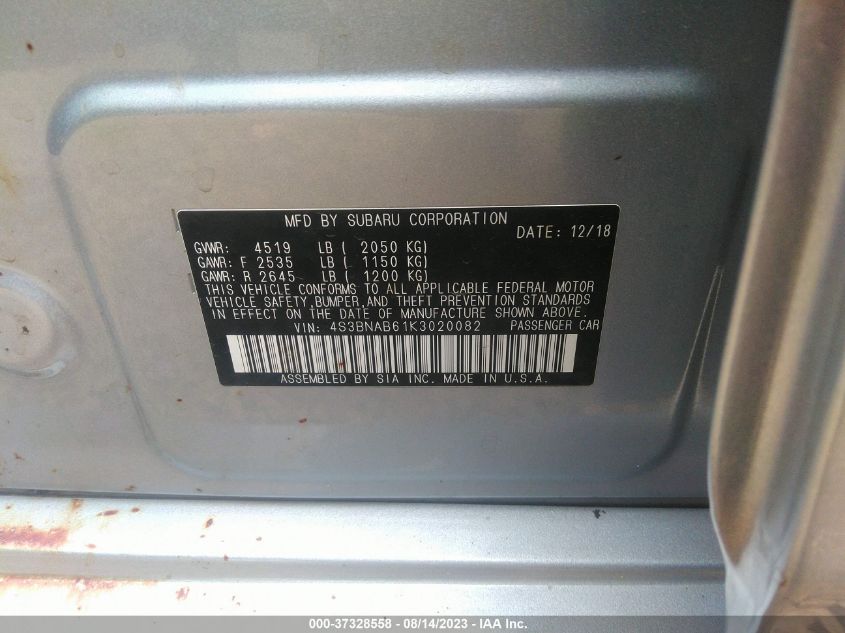 MFD BY SUBARU CORPORATION
DATE: 12/18
GVWR: 4519 LB ( 2050 KG)
GAWR: F 2535 LB ( 1150 KG)
GAWR: R 2645 LB ( 1200 KG)
THIS VEHICLE CONFORMS TO ALL APPLICABLE FEDERAL MOTOR
VEHICLE SAFETY, BUMPER, AND THEFT PREVENTION STANDARDS
IN EFFECT ON THE DATE OF MANUFACTURE SHOWN ABOVE.
VIN: 4S3BNAB61K3020082 PASSENGER CAR
ASSEMBLED BY SIA INC. MADE IN U.S.A.
000-37328558 - 08/14/2023 - IAA Inc.